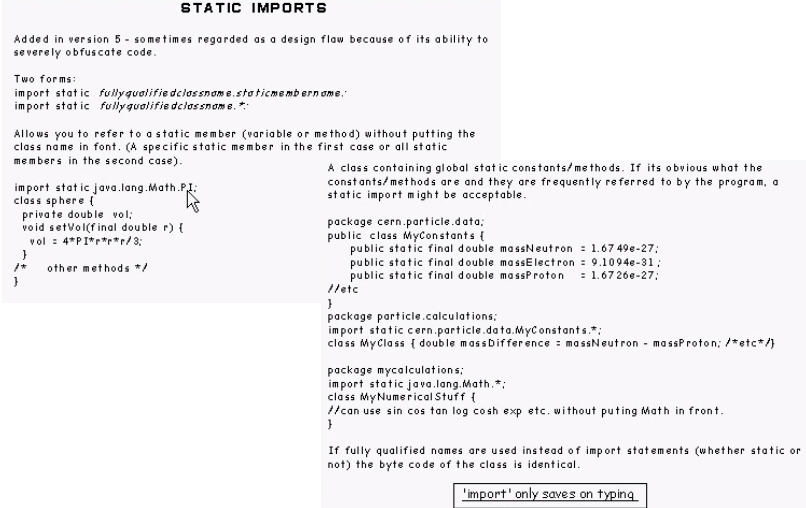 STATIC IMPORTS
Added in version 5 - sometimes regarded as a design flaw because of its ability to
severely obfuscate code.
Two forms:
import static fullyqualifiedclassname.staticmembername.;
import static fullyqualifiedclassname.*;
Allows you to refer to a static member (variable or method) without putting the
class name in font. (A specific static member in the first case or all static
members in the second case).
import static java.lang.Math.PI;
class sphere {
private double vol;
void setVol(final double r) {
vol = 4*PI*r*r*r/3;
}
/* other methods */
}
A class containing global static constants/methods. If its obvious what the
constants/methods are and they are frequently referred to by the program, a
static import might be acceptable.
package cern.particle.data;
public class MyConstants {
public static final double massNeutron = 1.6749e-27;
public static final double massElectron = 9.1094e-31;
public static final double massProton = 1.6726e-27;
//etc
}
package particle.calculations;
import static cern.particle.data.MyConstants.*;
class MyClass { double massDifference = massNeutron - massProton; /*etc*/}
package mycalculations;
import static java.lang.Math.*;
class MyNumericalStuff {
//can use sin cos tan log cosh exp etc. without puting Math in front.
}
If fully qualified names are used instead of import statements (whether static or
not) the byte code of the class is identical.
'import' only saves on typing